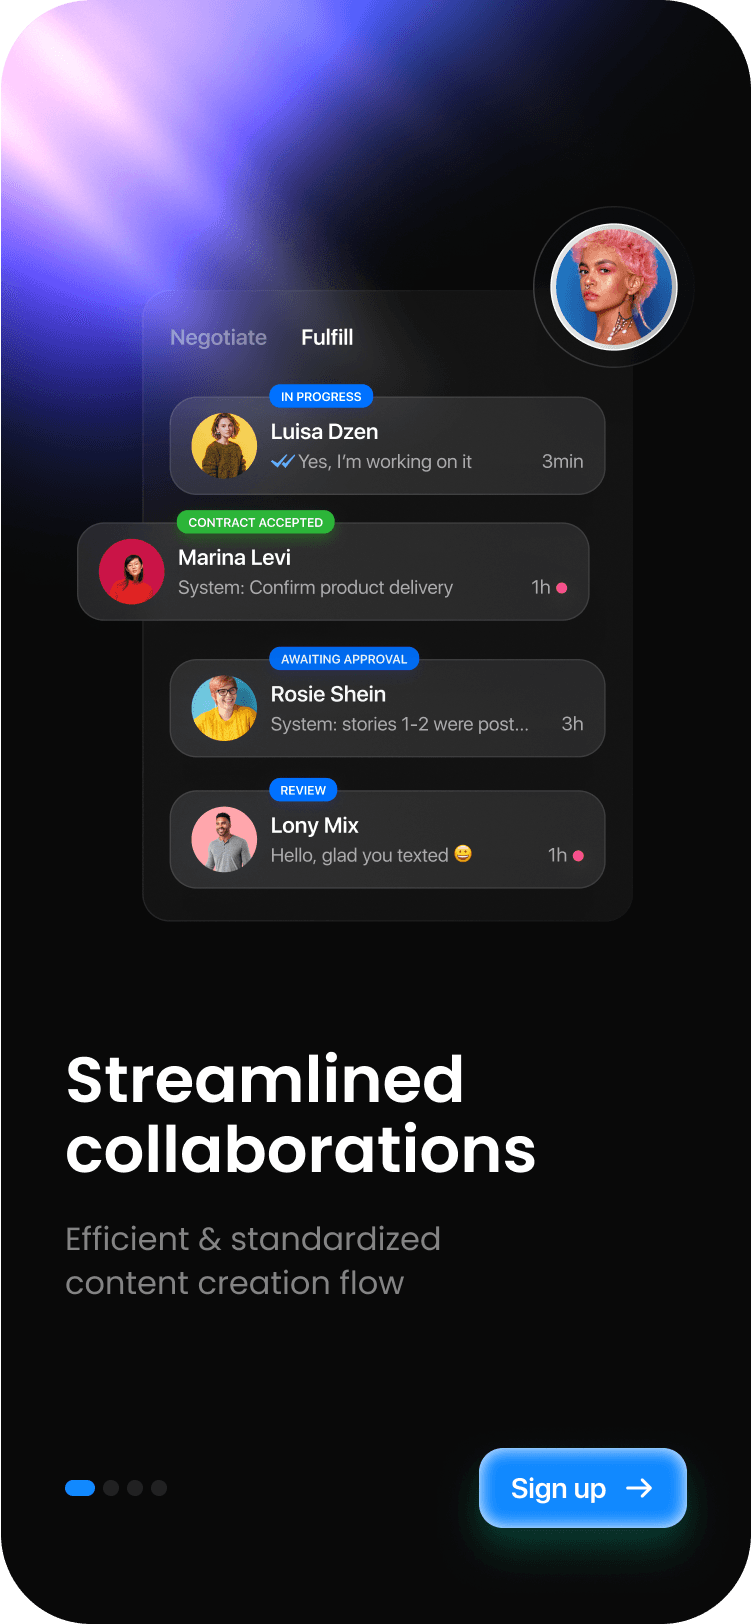 Negotiate Fulfill
IN PROGRESS
Luisa Dzen
Yes, I’m working on it 3min
CONTRACT ACCEPTED
Marina Levi
System: Confirm product delivery 1h
AWAITING APPROVAL
Rosie Shein
System: stories 1-2 were post... 3h
REVIEW
Lony Mix
Hello, glad you texted 😀 1h
Streamlined
collaborations
Efficient & standardized
content creation flow
Sign up →